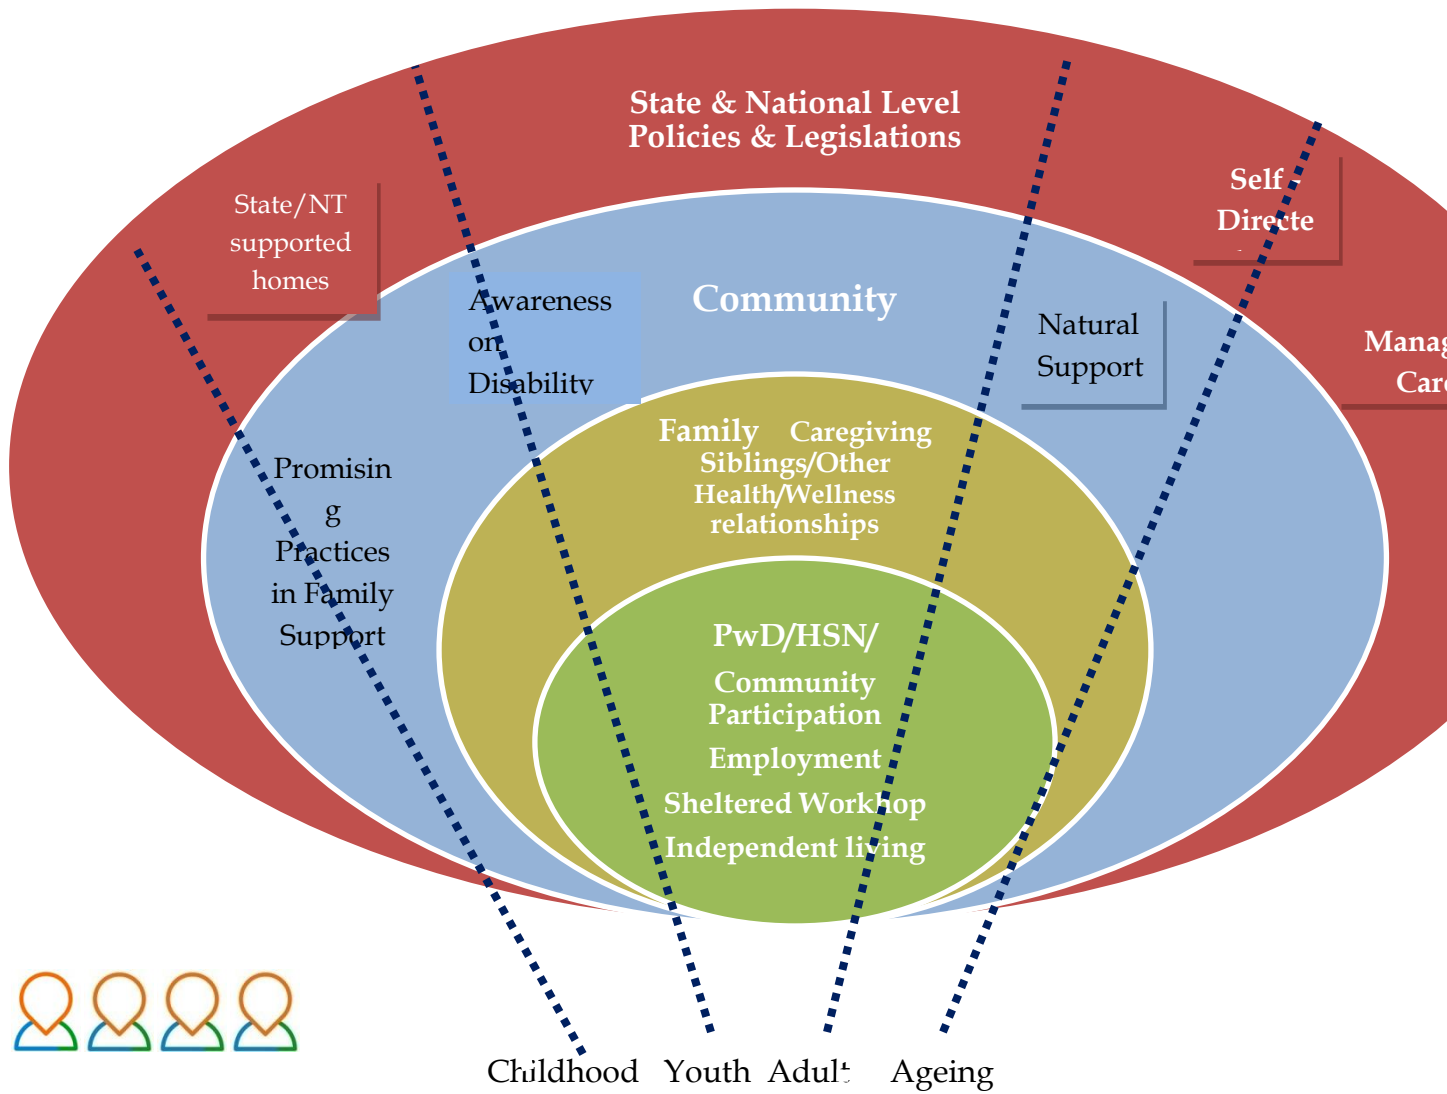 State & National Level
Policies & Legislations
State/NT
supported
homes
Self -
Directe
Manag
Car
Community
Awareness
on
Disability
Natural
Support
Promisin
g
Practices
in Family
Support
Family Caregiving
Siblings/Other
Health/Wellness
relationships
PwD/HSN/
Community
Participation
Employment
Sheltered Workhop
Independent living
Childhood Youth Adult Ageing